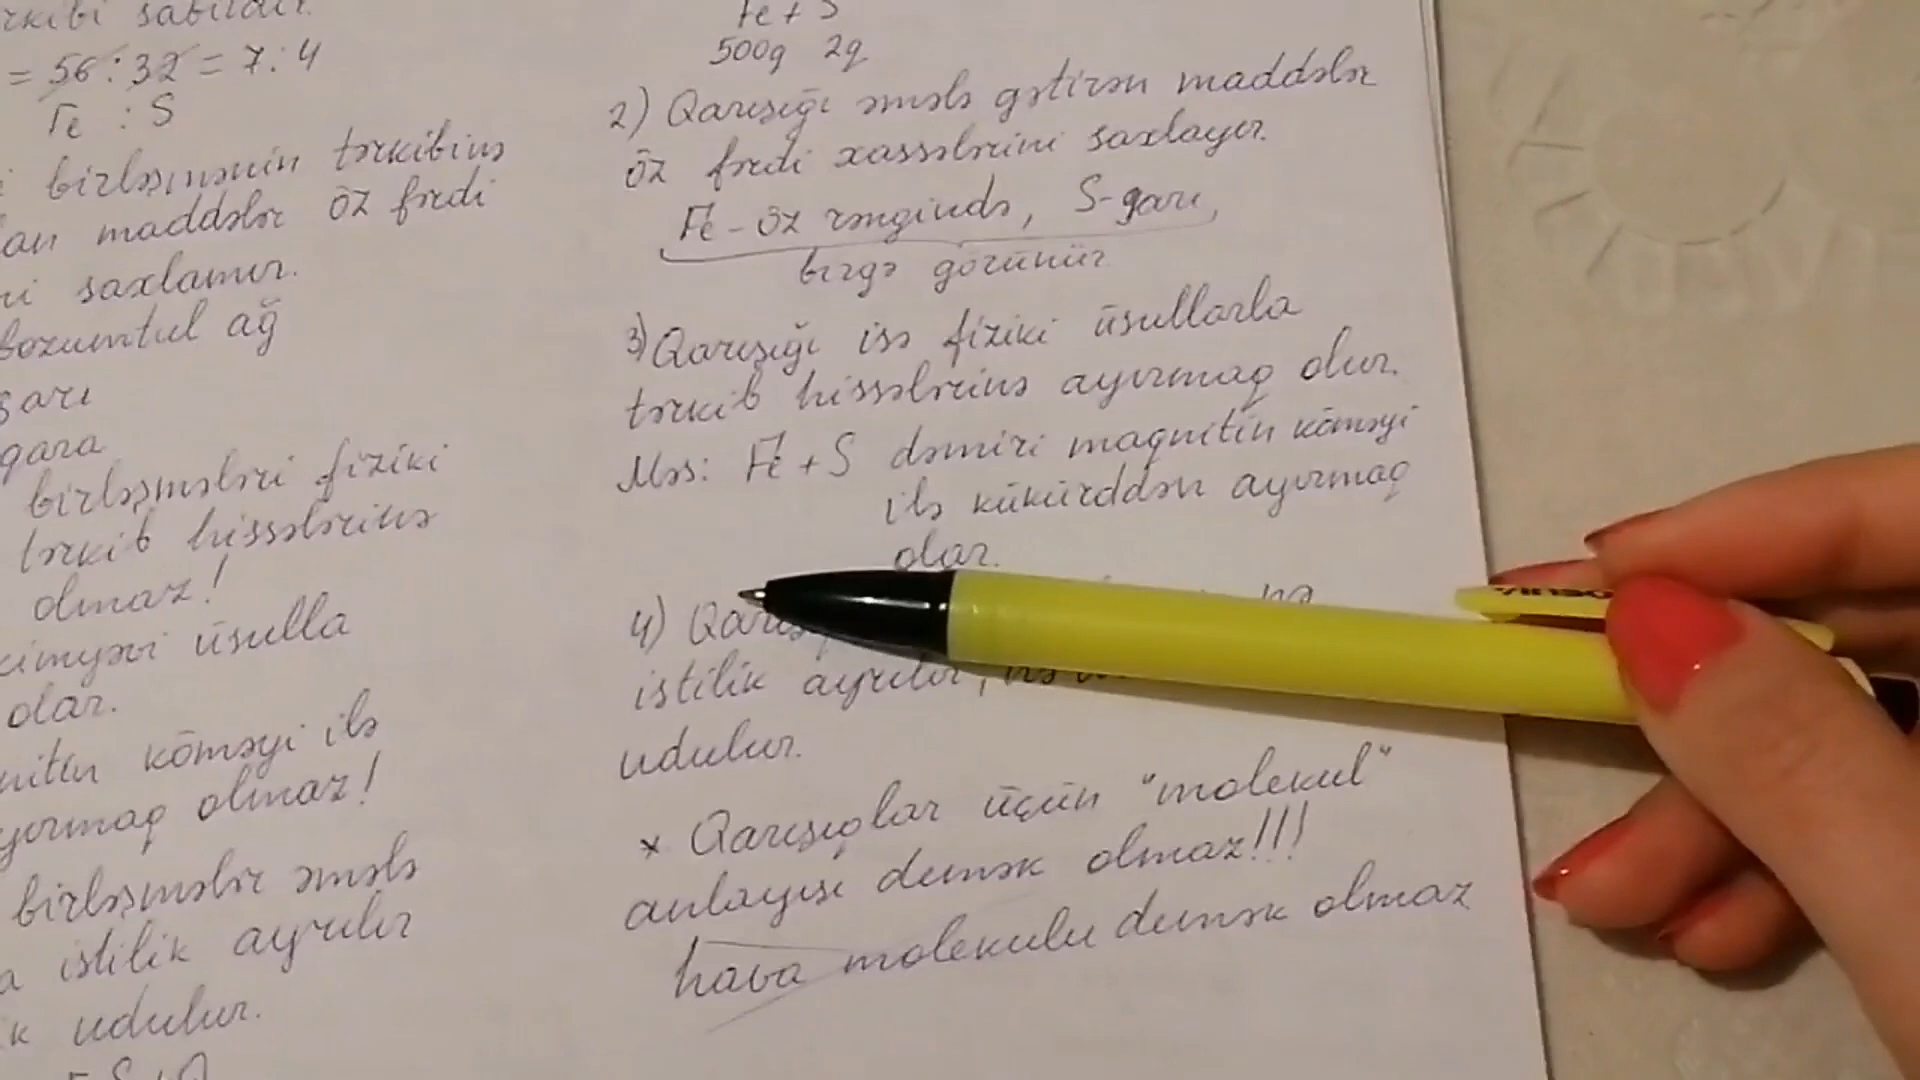 = 56:32 = 7:4
Fe : S
birləşmənin tərkibinə
maddələr öz fərdi
saxlamır.
bozumtul ağ
sarı
qara
birləşmələri fiziki
tərkib hissələrinə
olmaz!
kimyəvi üsulla
olar.
köməyi ilə
olmaz!
birləşmələr əmələ
istilik ayrılır
udulur.
Fe + S
500q 2q
2) Qarışığı əmələ gətirən maddələr
öz fərdi xassələrini saxlayır.
Fe - öz rəngində, S-sarı,
birgə görünür
3) Qarışığı isə fiziki üsullarla
tərkib hissələrinə ayırmaq olur.
Məs: Fe + S dəmiri maqnitin köməyi
ilə kükürddən ayırmaq
olar.
4)
istilik ayrılır, nə
udulur.
* Qarışıqlar üçün "molekul"
anlayışı demək olmaz!!!
hava molekulu demək olmaz